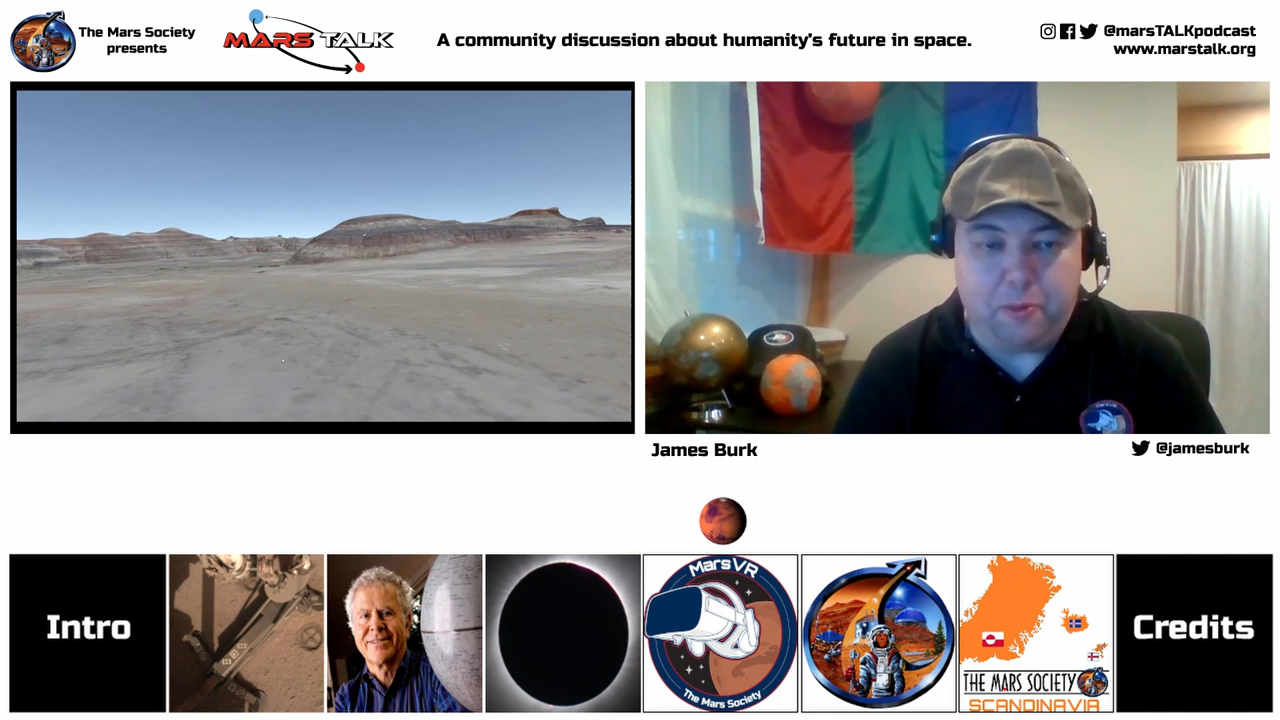 The Mars Society
presents
MARS TALK
A community discussion about humanity's future in space.
@marsTALKpodcast
www.marstalk.org
James Burk
@jamesburk
Intro
MarsVR
The Mars Society
THE MARS SOCIETY
SCANDINAVIA
Credits